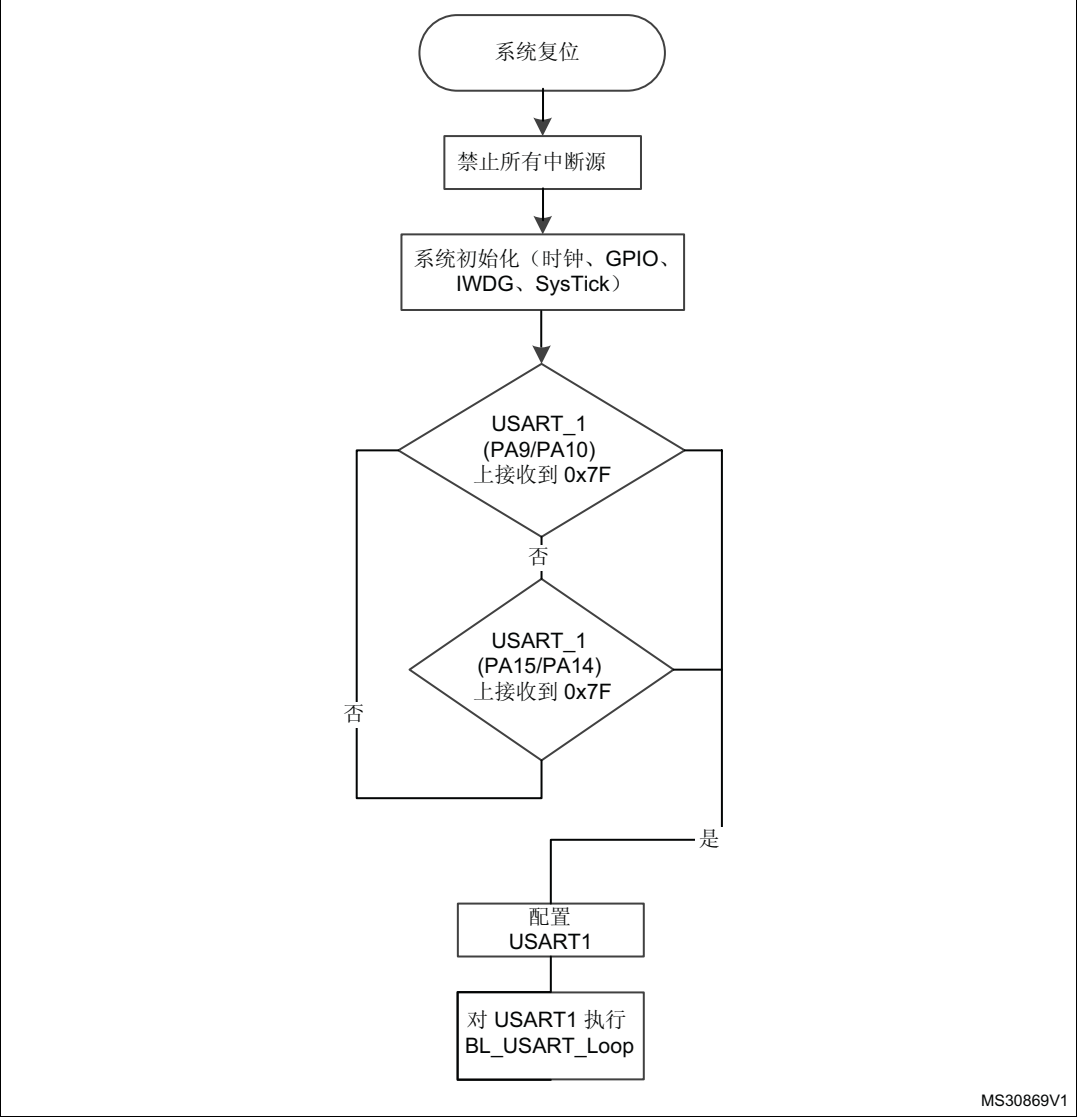 系统复位
禁止所有中断源
系统初始化（时钟、GPIO、
IWDG、SysTick）
USART_1
(PA9/PA10)
上接收到 0x7F
否
USART_1
(PA15/PA14)
上接收到 0x7F
否
是
配置
USART1
对 USART1 执行
BL_USART_Loop
MS30869V1